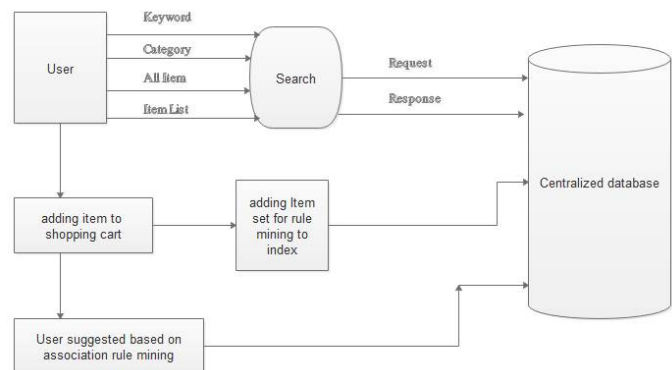 Keyword
User
Category
All Item
Item List
Search
Request
Response
Centralized database
adding item to
shopping cart
adding Item
set for rule
mining to
index
User suggested based on
association rule mining